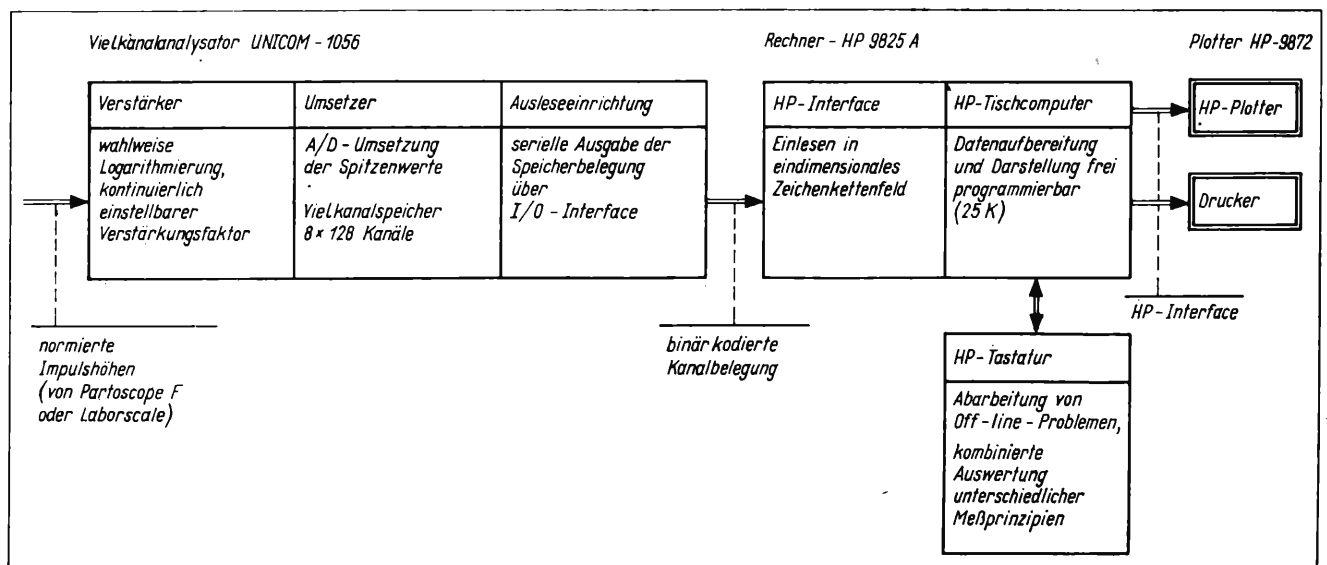 Vielkanalanalysator UNICOM - 1056
Rechner - HP 9825 A
Plotter HP-9872
Verstärker
wahlweise
Logarithmierung,
kontinuierlich
einstellbarer
Verstärkungsfaktor
Umsetzer
A/D - Umsetzung
der Spitzenwerte
Vielkanalspeicher
8 × 128 Kanäle
Ausleseeinrichtung
serielle Ausgabe der
Speicherbelegung
über
I/O - Interface
HP - Interface
Einlesen in
eindimensionales
Zeichenkettenfeld
HP-Tischcomputer
Datenaufbereitung
und Darstellung frei
programmierbar
(25 K)
HP-Plotter
Drucker
HP - Interface
normierte
Impulshöhen
(von Partoscope F
oder Laborscale)
binär kodierte
Kanalbelegung
HP- Tastatur
Abarbeitung von
Off - line - Problemen,
kombinierte
Auswertung
unterschiedlicher
Meßprinzipien